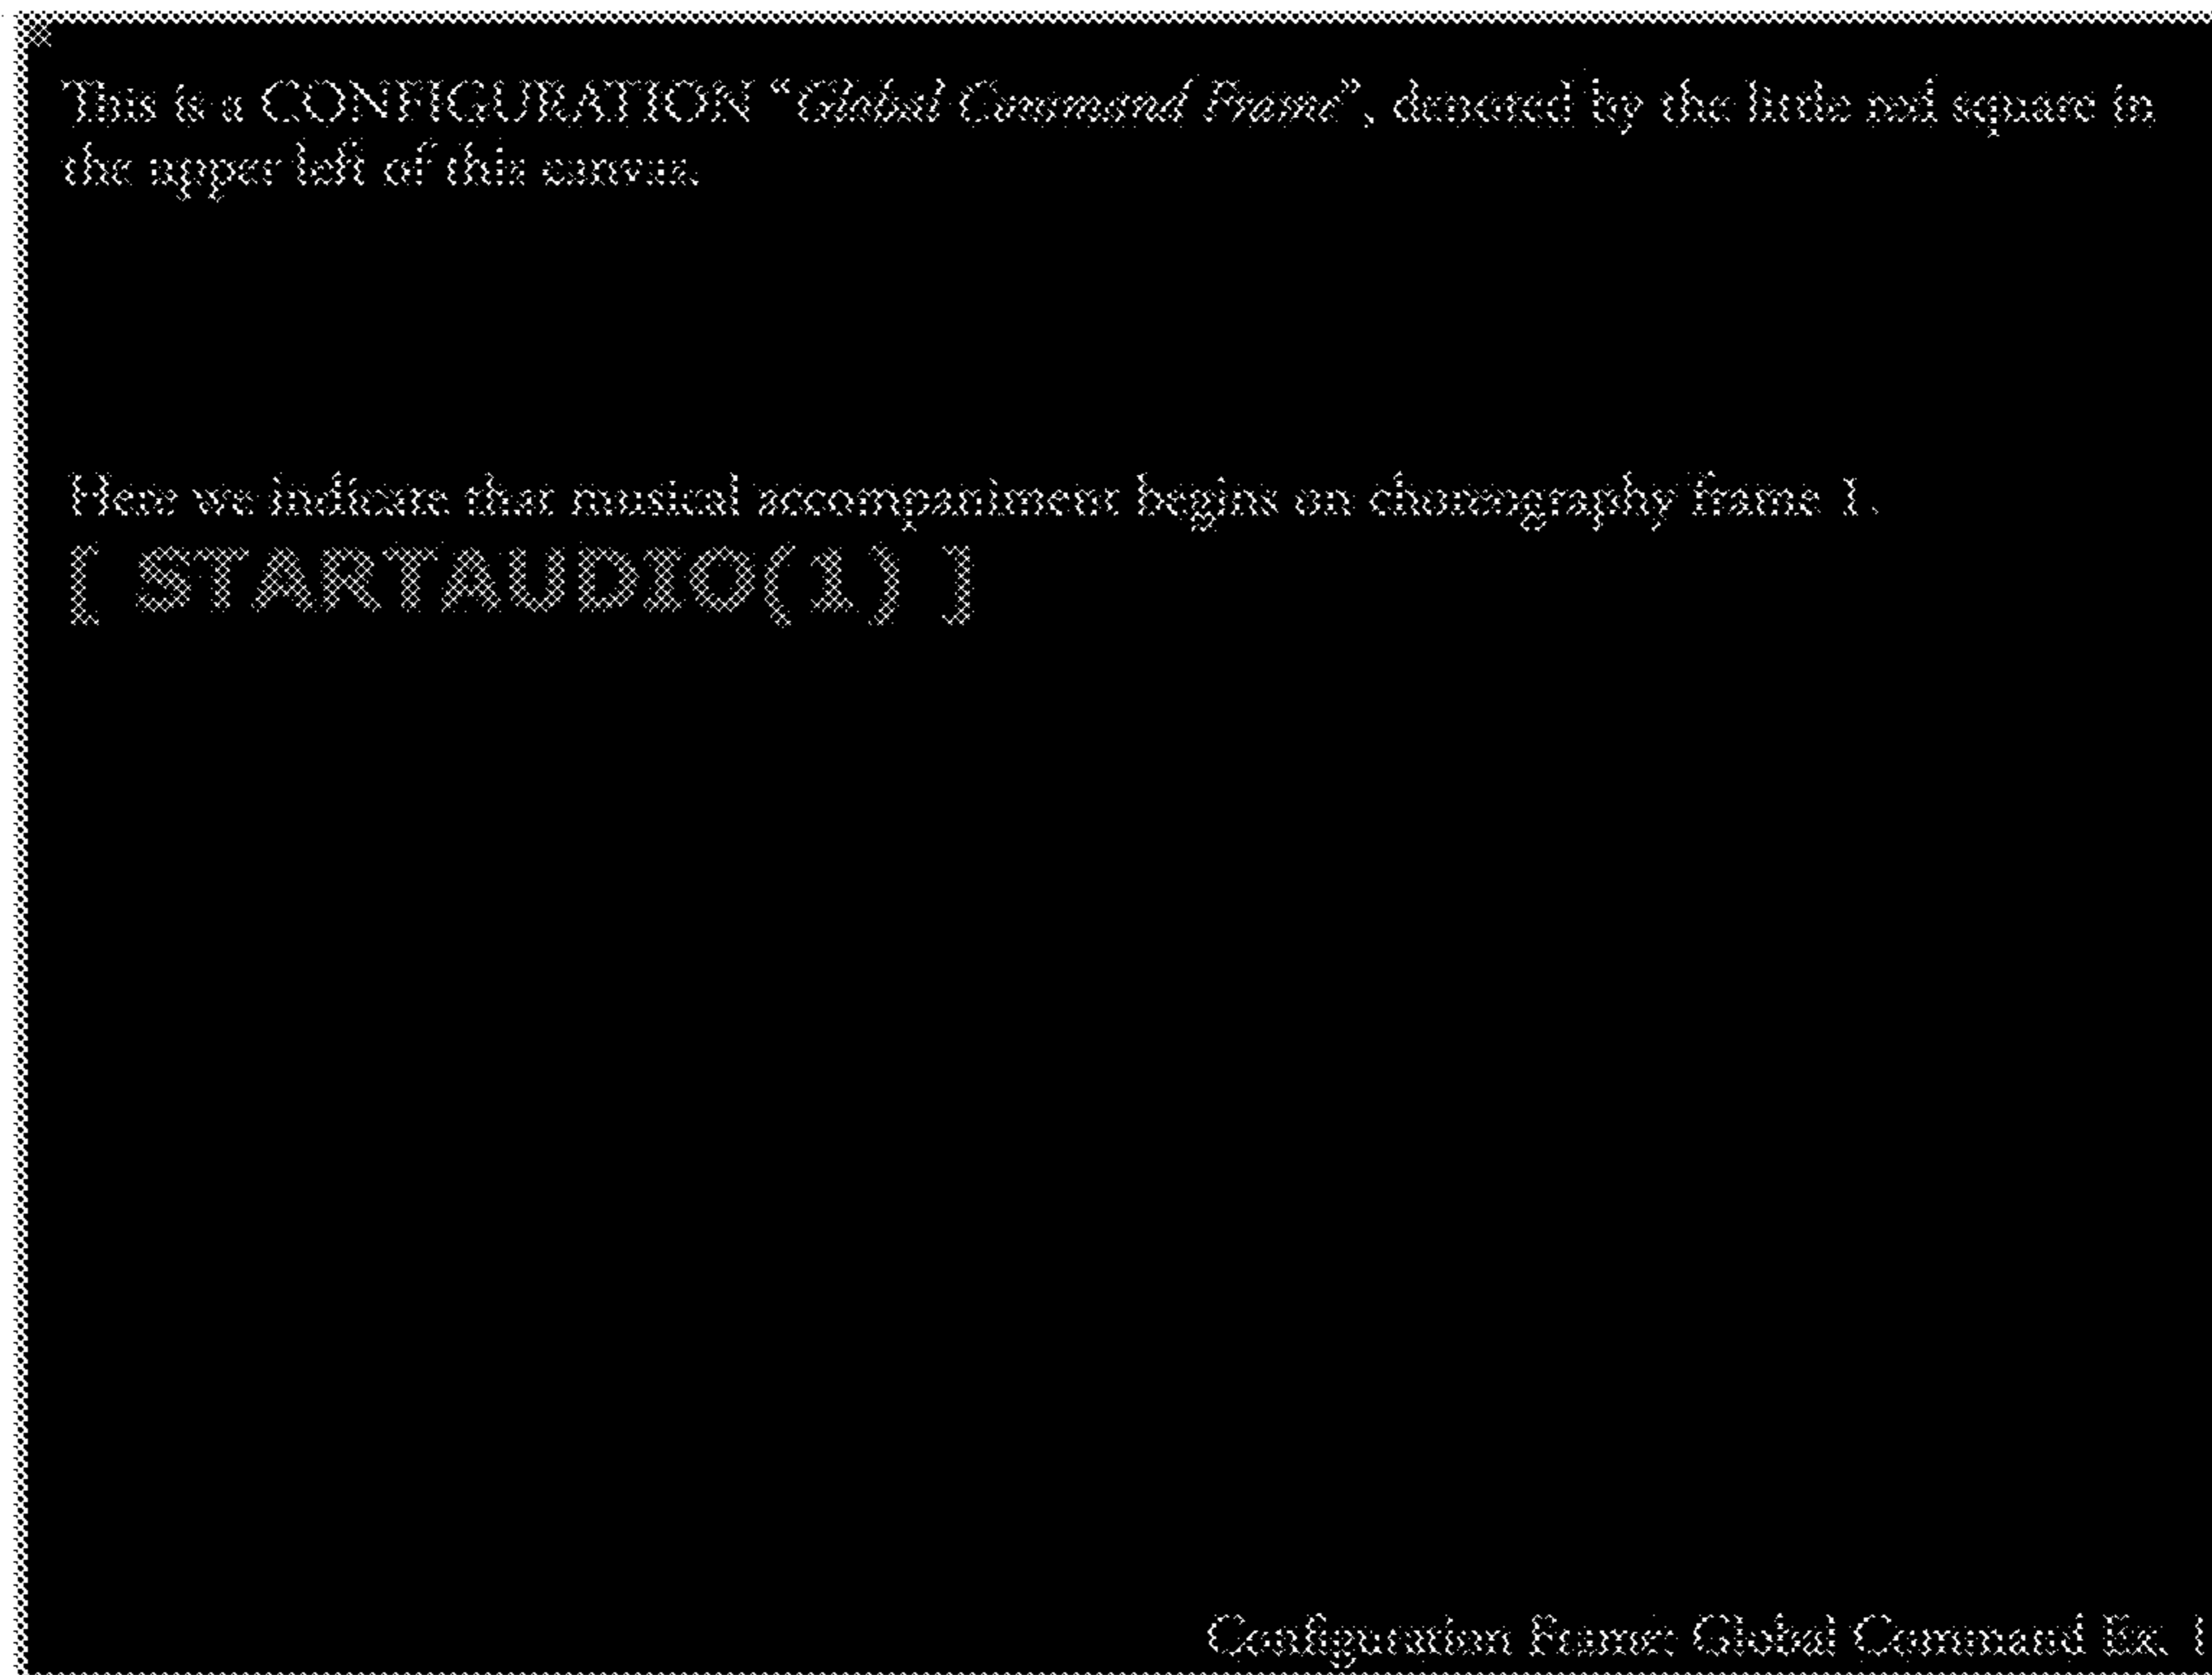 This is a CONFIGURATION “Global Command Frame”, denoted by the little red square in
the upper left of this canvas.
Here we indicate that musical accompaniment begins on choreography frame 1.
[ STARTAUDIO(1) ]
Configuration Frame: Global Command Ex. 1